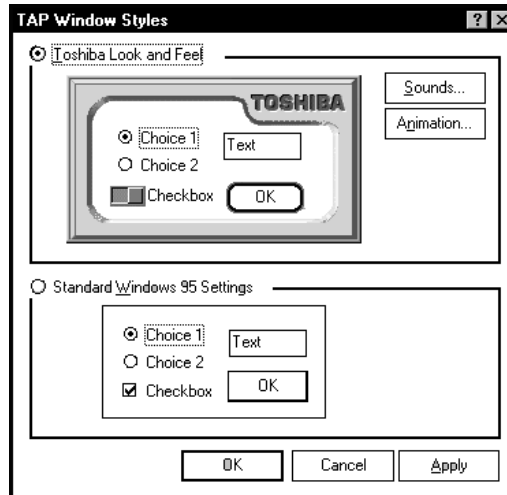 TAP Window Styles
Toshiba Look and Feel
Sounds...
Animation...
TOSHIBA
Choice 1
Text
Choice 2
Checkbox
OK
Standard Windows 95 Settings
Choice 1
Text
Choice 2
Checkbox
OK
OK
Cancel
Apply